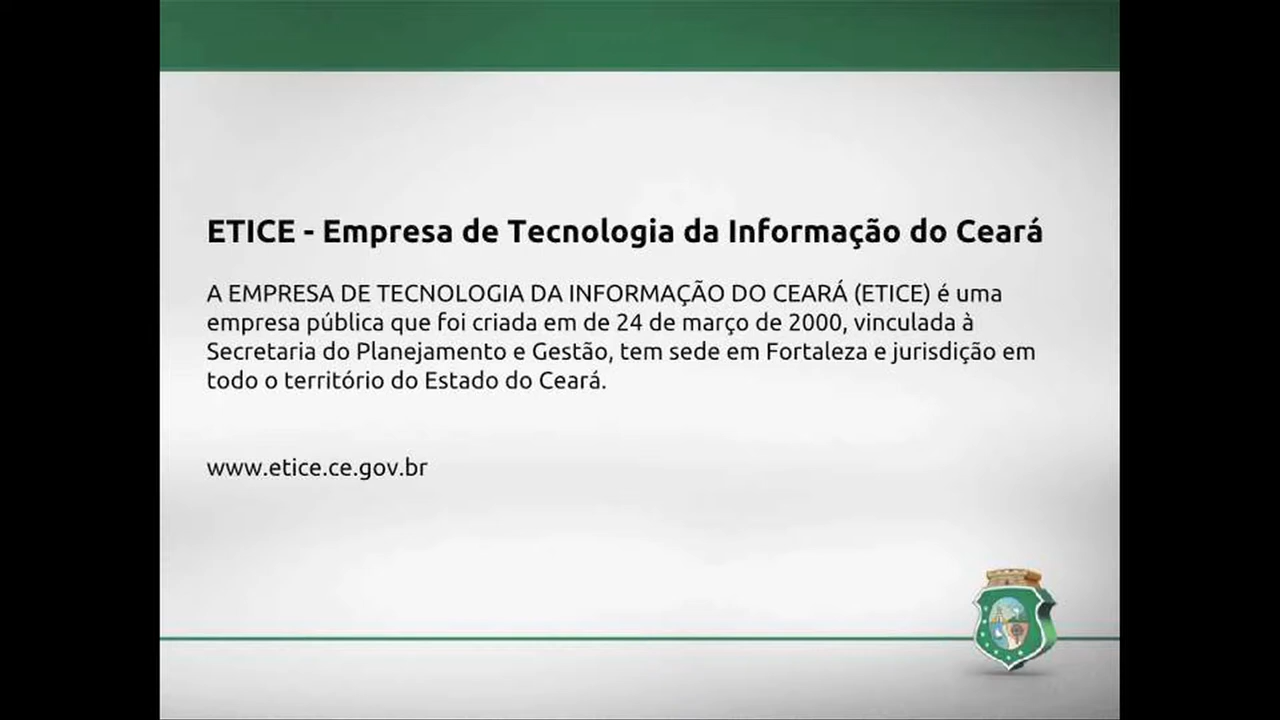 ETICE - Empresa de Tecnologia da Informação do Ceará
A EMPRESA DE TECNOLOGIA DA INFORMAÇÃO DO CEARÁ (ETICE) é uma
empresa pública que foi criada em de 24 de março de 2000, vinculada à
Secretaria do Planejamento e Gestão, tem sede em Fortaleza e jurisdição em
todo o território do Estado do Ceará.
www.etice.ce.gov.br